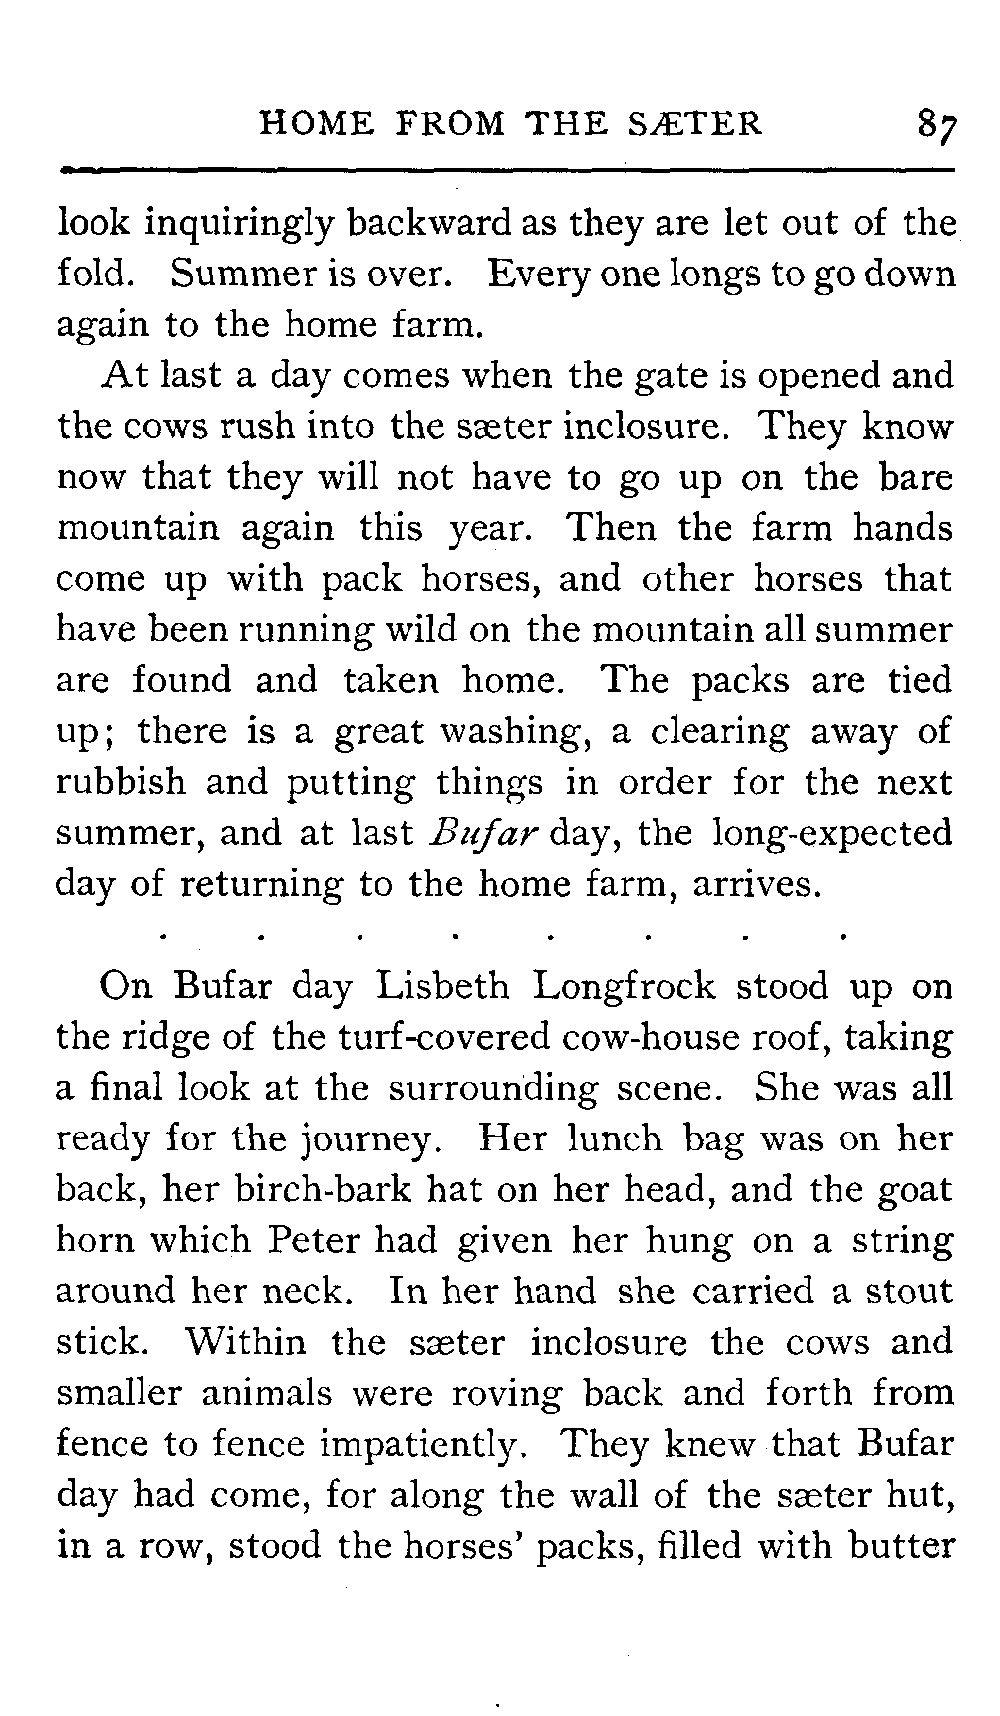 HOME FROM THE SÆTER 87
look inquiringly backward as they are let out of the
fold. Summer is over. Every one longs to go down
again to the home farm.
At last a day comes when the gate is opened and
the cows rush into the sæter inclosure. They know
now that they will not have to go up on the bare
mountain again this year. Then the farm hands
come up with pack horses, and other horses that
have been running wild on the mountain all summer
are found and taken home. The packs are tied
up; there is a great washing, a clearing away of
rubbish and putting things in order for the next
summer, and at last Bufar day, the long-expected
day of returning to the home farm, arrives.
. . . . . . . .
On Bufar day Lisbeth Longfrock stood up on
the ridge of the turf-covered cow-house roof, taking
a final look at the surrounding scene. She was all
ready for the journey. Her lunch bag was on her
back, her birch-bark hat on her head, and the goat
horn which Peter had given her hung on a string
around her neck. In her hand she carried a stout
stick. Within the sæter inclosure the cows and
smaller animals were roving back and forth from
fence to fence impatiently. They knew that Bufar
day had come, for along the wall of the sæter hut,
in a row, stood the horses' packs, filled with butter